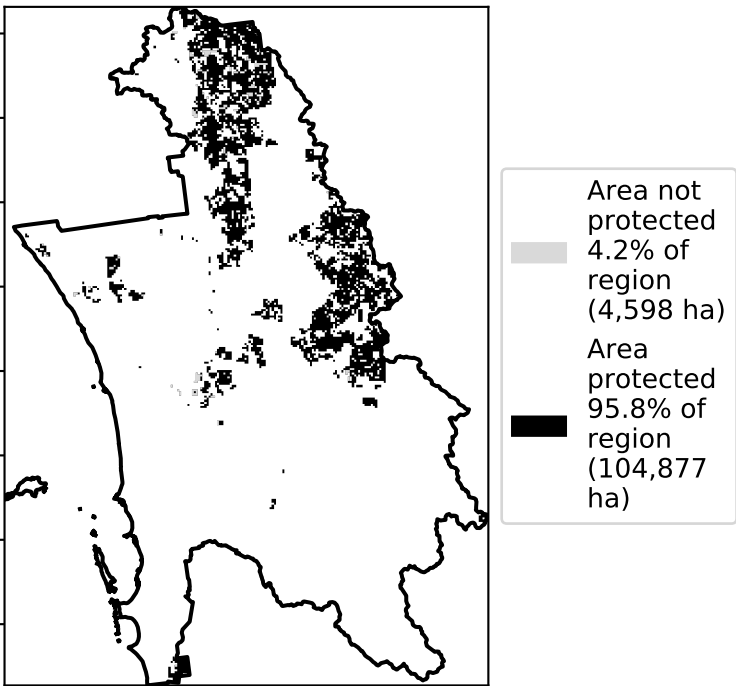 Area not
protected
4.2% of
region
(4,598 ha)
Area
protected
95.8% of
region
(104,877
ha)